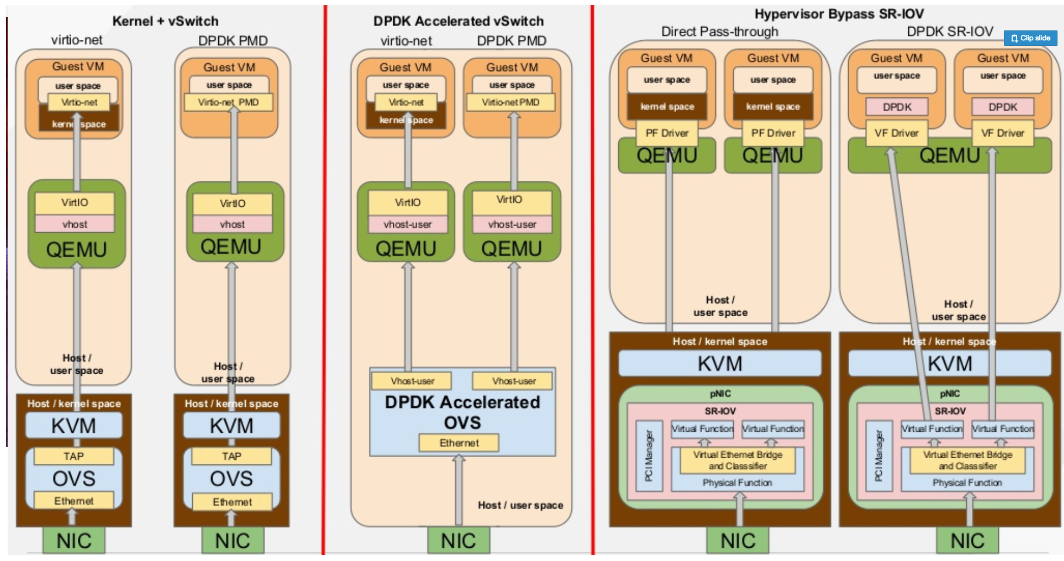 Kernel + vSwitch
virtio-net
DPDK PMD
Guest VM
user space
Virtio-net
kernel space
VirtIO
vhost
QEMU
Host /
user space
Host / kernel space
KVM
TAP
OVS
Ethernet
NIC
Guest VM
user space
Virtio-net PMD
VirtIO
vhost
QEMU
Host /
user space
Host / kernel space
KVM
TAP
OVS
Ethernet
NIC
DPDK Accelerated vSwitch
virtio-net
DPDK PMD
Guest VM
user space
Virtio-net
kernel space
VirtIO
vhost-user
QEMU
Guest VM
user space
Virtio-net PMD
VirtIO
vhost-user
QEMU
Vhost-user
Vhost-user
DPDK Accelerated
OVS
Ethernet
Host / user space
NIC
Hypervisor Bypass SR-IOV
Clip slide
Direct Pass-through
Guest VM
user space
kernel space
PF Driver
QEMU
Guest VM
user space
kernel space
PF Driver
QEMU
Host /
user space
Host / kernel space
KVM
pNIC
SR-IOV
PCI Manager
Virtual Function
Virtual Function
Virtual Ethernet Bridge
and Classsifier
Physical Function
NIC
DPDK SR-IOV
Guest VM
user space
DPDK
VF Driver
Guest VM
user space
DPDK
VF Driver
QEMU
Host /
user space
Host / kernel space
KVM
pNIC
SR-IOV
PCI Manager
Virtual Function
Virtual Function
Virtual Ethernet Bridge
and Classsifier
Physical Function
NIC